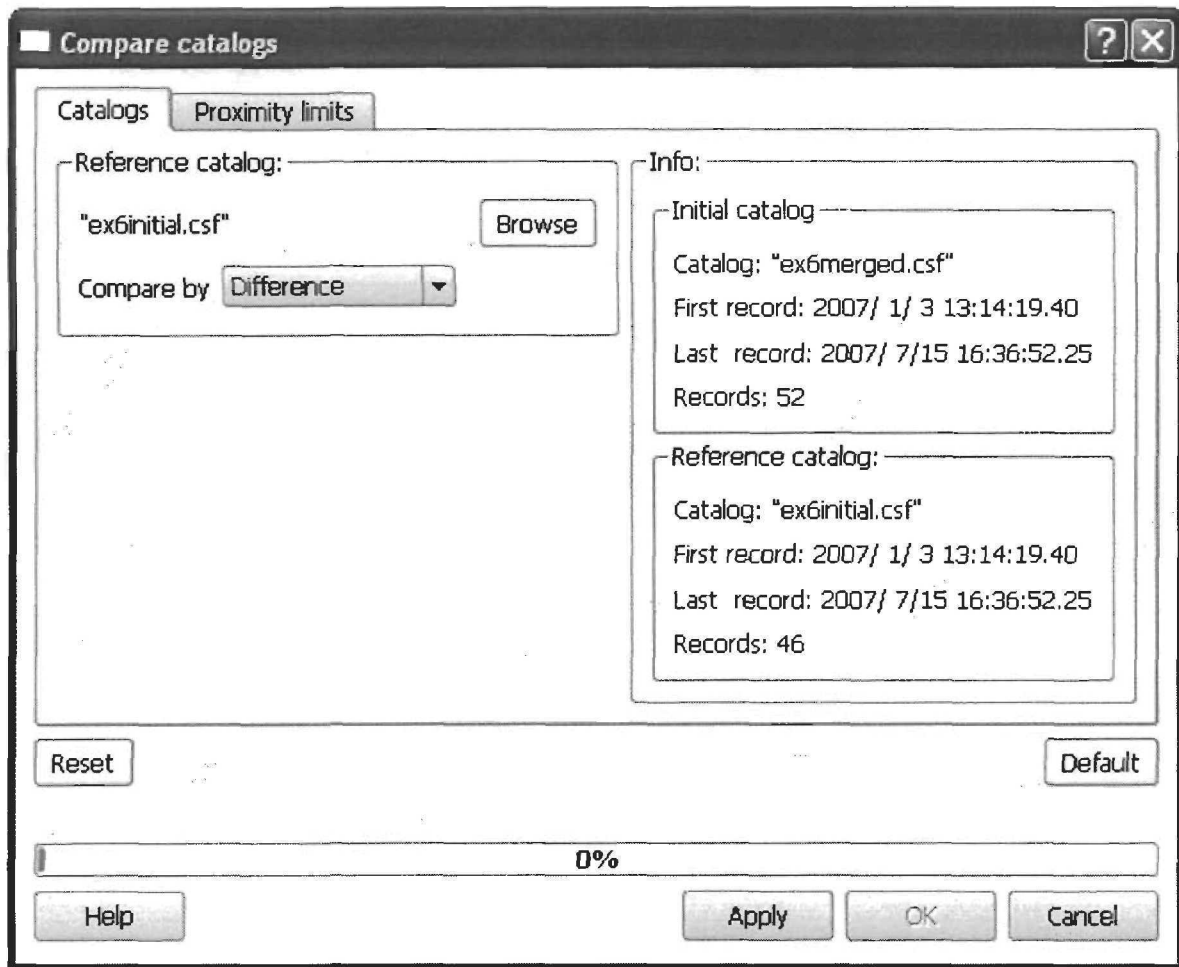 Compare catalogs
Catalogs
Proximity limits
Reference catalog:
"ex6initial.csf"
Browse
Compare by
Difference
Info:
Initial catalog
Catalog: "ex6merged.csf"
First record: 2007/ 1/ 3 13:14:19.40
Last record: 2007/ 7/15 16:36:52.25
Records: 52
Reference catalog:
Catalog: "ex6initial.csf"
First record: 2007/ 1/ 3 13:14:19.40
Last record: 2007/ 7/15 16:36:52.25
Records: 46
Reset
Default
0%
Help
Apply
OK
Cancel